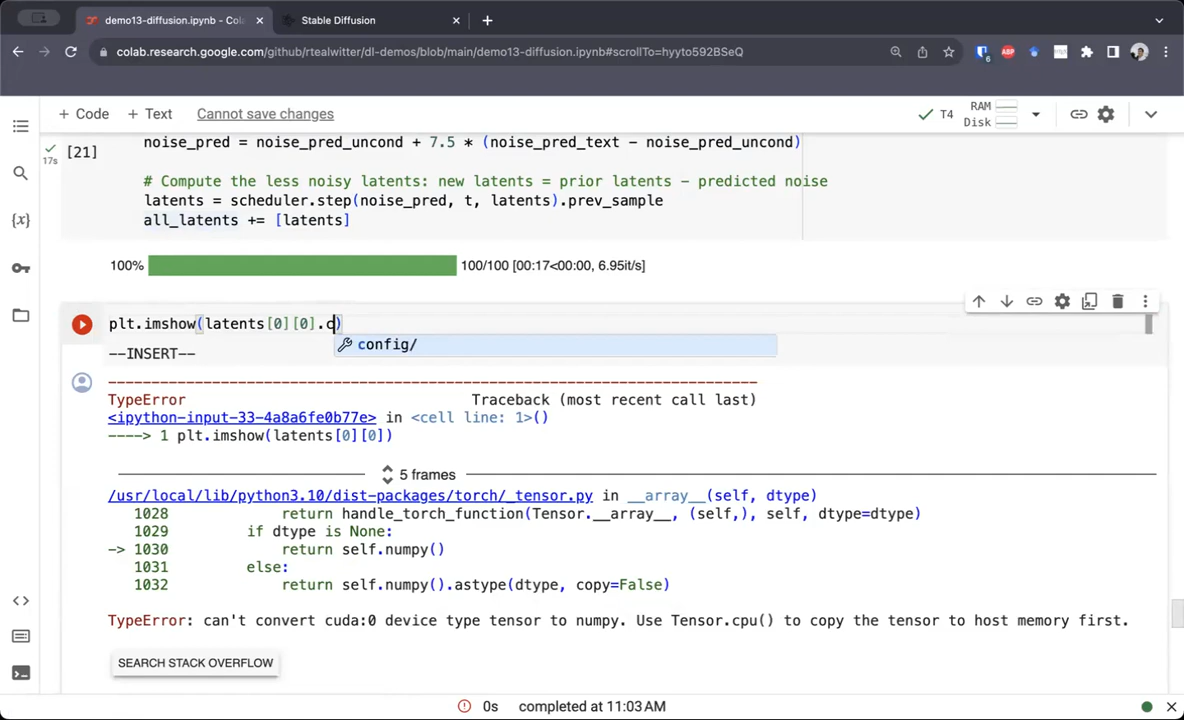 demo13-diffusion.ipynb - Cola
Stable Diffusion
colab.research.google.com/github/rtealwitter/dl-demos/blob/main/demo13-diffusion.ipynb#scrollTo=hyyto592BSeQ
6
ABP
+ Code + Text Cannot save changes
T4
RAM
Disk
[21]
17s
noise_pred = noise_pred_uncond + 7.5 * (noise_pred_text - noise_pred_uncond)
# Compute the less noisy latents: new latents = prior latents - predicted noise
latents = scheduler.step(noise_pred, t, latents).prev_sample
all_latents += [latents]
{x}
100% 100/100 [00:17<00:00, 6.95it/s]
plt.imshow(latents[0][0].c)
config/
--INSERT--
---------------------------------------------------------------------------
TypeError Traceback (most recent call last)
<ipython-input-33-4a8a6fe0b77e> in <cell line: 1>()
----> 1 plt.imshow(latents[0][0])
5 frames
/usr/local/lib/python3.10/dist-packages/torch/_tensor.py in __array__(self, dtype)
1028 return handle_torch_function(Tensor.__array__, (self,), self, dtype=dtype)
1029 if dtype is None:
-> 1030 return self.numpy()
1031 else:
1032 return self.numpy().astype(dtype, copy=False)
TypeError: can't convert cuda:0 device type tensor to numpy. Use Tensor.cpu() to copy the tensor to host memory first.
SEARCH STACK OVERFLOW
0s completed at 11:03 AM